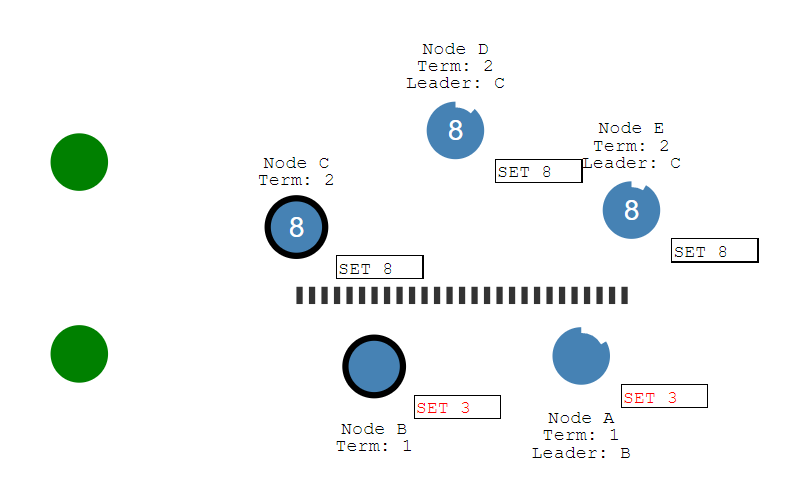 Node D
Term: 2
Leader: C
8
SET 8
Node E
Term: 2
Leader: C
8
SET 8
Node C
Term: 2
8
SET 8
SET 3
Node B
Term: 1
SET 3
Node A
Term: 1
Leader: B